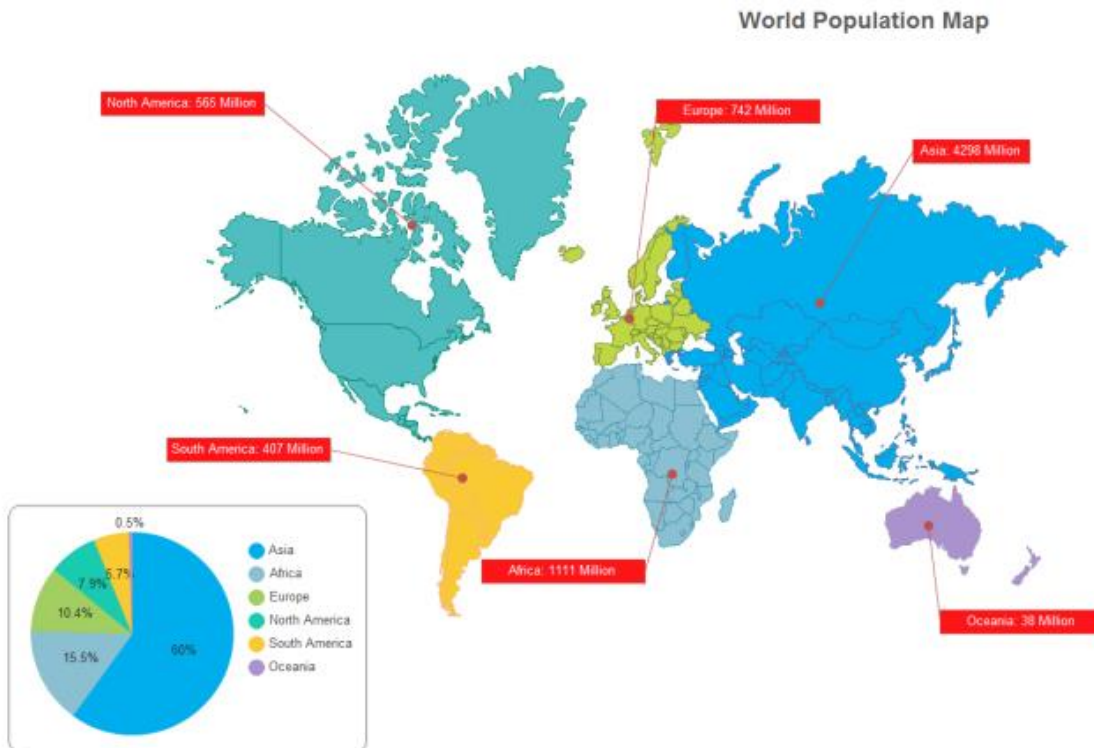 World Population Map
North America: 565 Million
Europe: 742 Million
Asia: 4298 Million
South America: 407 Million
Africa: 1111 Million
Oceania: 38 Million
0.5%
5.7%
7.9%
10.4%
15.5%
60%
Asia
Africa
Europe
North America
South America
Oceania